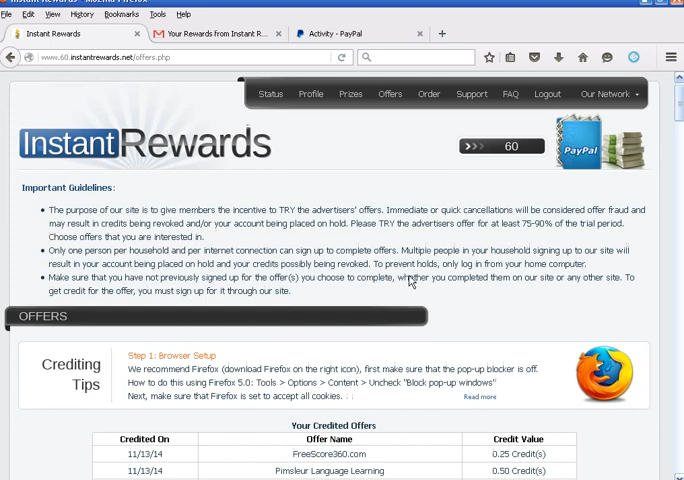 Instant Rewards - Mozilla Firefox
File Edit View History Bookmarks Tools Help
Instant Rewards
Your Rewards from Instant R...
Activity - PayPal
www.60.instantrewards.net/offers.php
Status Profile Prizes Offers Order Support FAQ Logout Our Network
InstantRewards
60
PayPal
Important Guidelines:
The purpose of our site is to give members the incentive to TRY the advertisers' offers. Immediate or quick cancellations will be considered offer fraud and
may result in credits being revoked and/or your account being placed on hold. Please TRY the advertisers offer for at least 75-90% of the trial period.
Choose offers that you are interested in.
Only one person per household and per internet connection can sign up to complete offers. Multiple people in your household signing up to our site will
result in your account being placed on hold and your credits possibly being revoked. To prevent holds, only log in from your home computer.
Make sure that you have not previously signed up for the offer(s) you choose to complete, whether you completed them on our site or any other site. To
get credit for the offer, you must sign up for it through our site.
OFFERS
Crediting
Tips
Step 1: Browser Setup
We recommend Firefox (download Firefox on the right icon), first make sure that the pop-up blocker is off.
How to do this using Firefox 5.0: Tools > Options > Content > Uncheck "Block pop-up windows"
Next, make sure that Firefox is set to accept all cookies.
Read more
Your Credited Offers
Credited On Offer Name Credit Value
11/13/14 FreeScore360.com 0.25 Credit(s)
11/13/14 Pimsleur Language Learning 0.50 Credit(s)